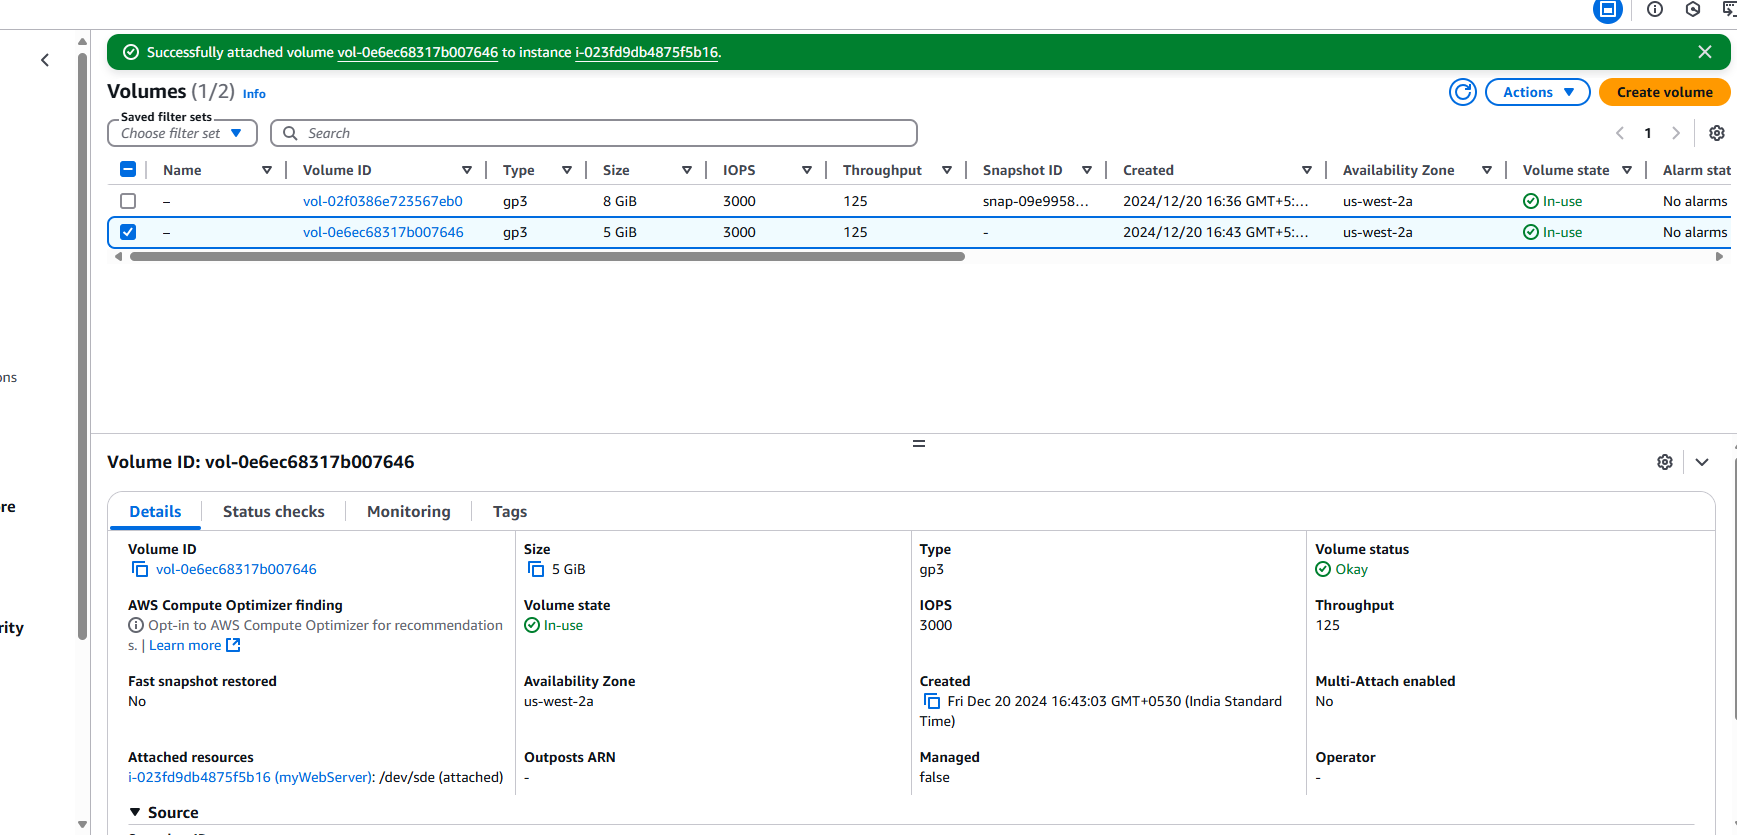 Successfully attached volume vol-0e6ec68317b007646 to instance i-023fd9db4875f5b16.
Volumes (1/2) Info
Actions
Create volume
Saved filter sets
Choose filter set
Search
1
Name Volume ID Type Size IOPS Throughput Snapshot ID Created Availability Zone Volume state Alarm stat
– vol-02f0386e723567eb0 gp3 8 GiB 3000 125 snap-09e9958... 2024/12/20 16:36 GMT+5:... us-west-2a In-use No alarms
– vol-0e6ec68317b007646 gp3 5 GiB 3000 125 - 2024/12/20 16:43 GMT+5:... us-west-2a In-use No alarms
ons
re
rity
Volume ID: vol-0e6ec68317b007646
Details Status checks Monitoring Tags
Volume ID
vol-0e6ec68317b007646
Size
5 GiB
Type
gp3
Volume status
Okay
AWS Compute Optimizer finding
Opt-in to AWS Compute Optimizer for recommendation
s. | Learn more
Volume state
In-use
IOPS
3000
Throughput
125
Fast snapshot restored
No
Availability Zone
us-west-2a
Created
Fri Dec 20 2024 16:43:03 GMT+0530 (India Standard
Time)
Multi-Attach enabled
No
Attached resources
i-023fd9db4875f5b16 (myWebServer): /dev/sde (attached)
Outposts ARN
-
Managed
false
Operator
-
Source